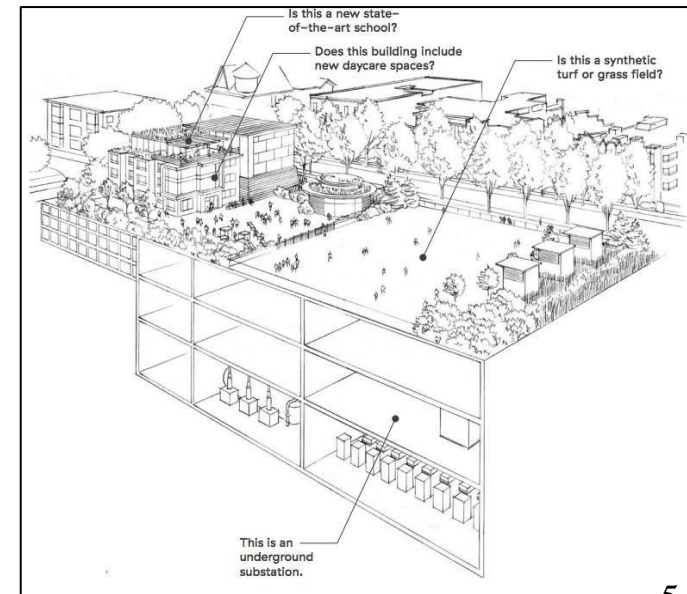 Is this a new state–
of–the–art school?
Does this building include
new daycare spaces?
Is this a synthetic
turf or grass field?
This is an
underground
substation.
5